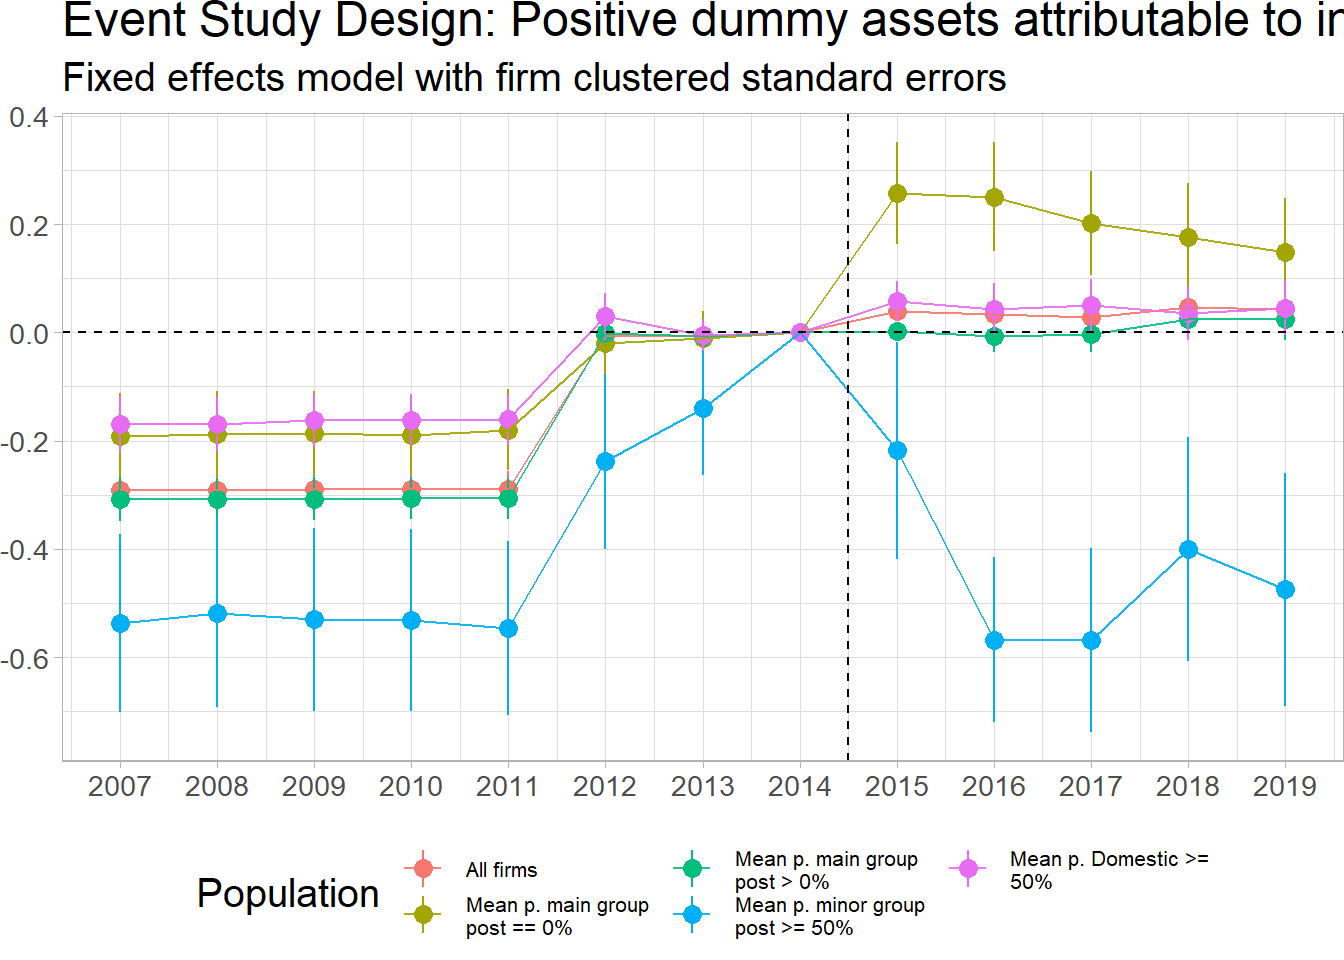 Event Study Design: Positive dummy assets attributable to
Fixed effects model with firm clustered standard errors
0.4
0.2
0.0
-0.2
-0.4
-0.6
2007 2008 2009 2010 2011 2012 2013 2014 2015 2016 2017 2018 2019
Population
All firms
Mean p. main group
post == 0%
Mean p. main group
post > 0%
Mean p. minor group
post >= 50%
Mean p. Domestic >=
50%